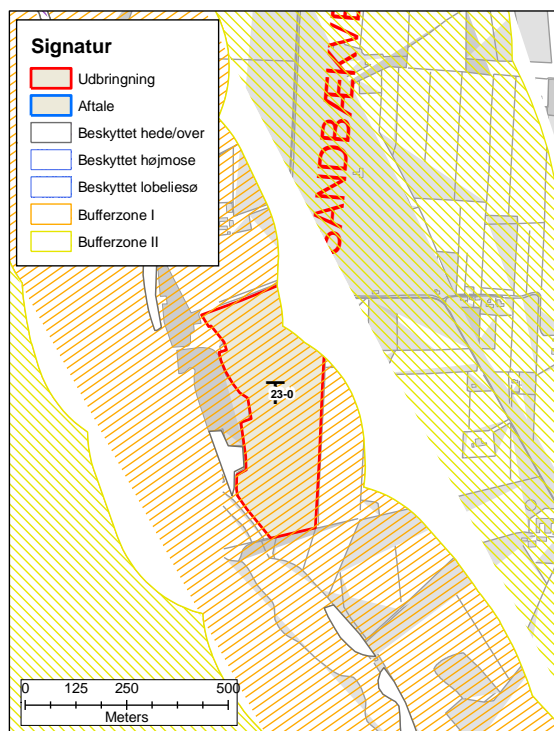 Signatur
Udbringning
Aftale
Beskyttet hede/over
Beskyttet højmose
Beskyttet lobeliesø
Bufferzone I
Bufferzone II
23-0
0 125 250 500
Meters